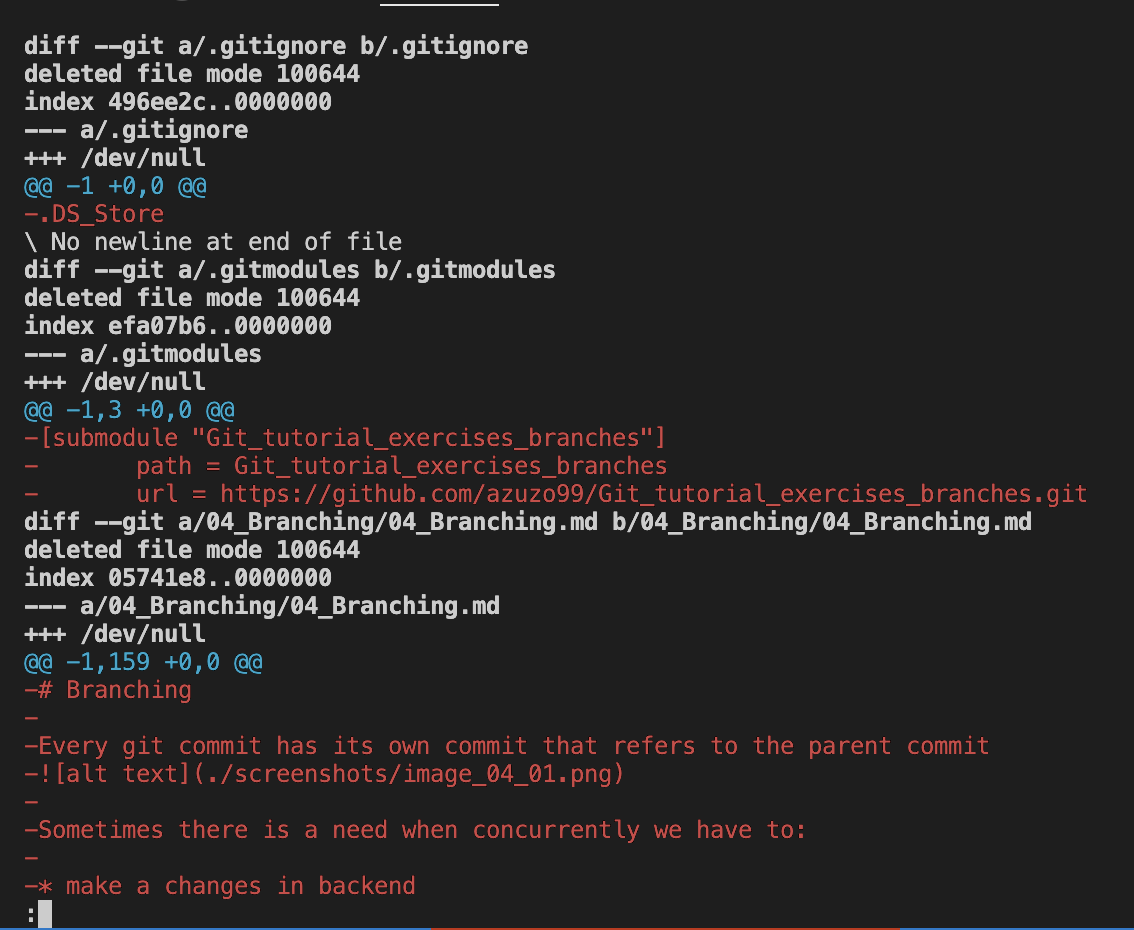 diff --git a/.gitignore b/.gitignore
deleted file mode 100644
index 496ee2c..0000000
--- a/.gitignore
+++ /dev/null
@@ -1 +0,0 @@
-.DS_Store
\ No newline at end of file
diff --git a/.gitmodules b/.gitmodules
deleted file mode 100644
index efa07b6..0000000
--- a/.gitmodules
+++ /dev/null
@@ -1,3 +0,0 @@
-[submodule "Git_tutorial_exercises_branches"]
-       path = Git_tutorial_exercises_branches
-       url = https://github.com/azuzo99/Git_tutorial_exercises_branches.git
diff --git a/04_Branching/04_Branching.md b/04_Branching/04_Branching.md
deleted file mode 100644
index 05741e8..0000000
--- a/04_Branching/04_Branching.md
+++ /dev/null
@@ -1,159 +0,0 @@
-# Branching
-
-Every git commit has its own commit that refers to the parent commit
-![alt text](./screenshots/image_04_01.png)
-
-Sometimes there is a need when concurrently we have to:
-
-* make a changes in backend
: